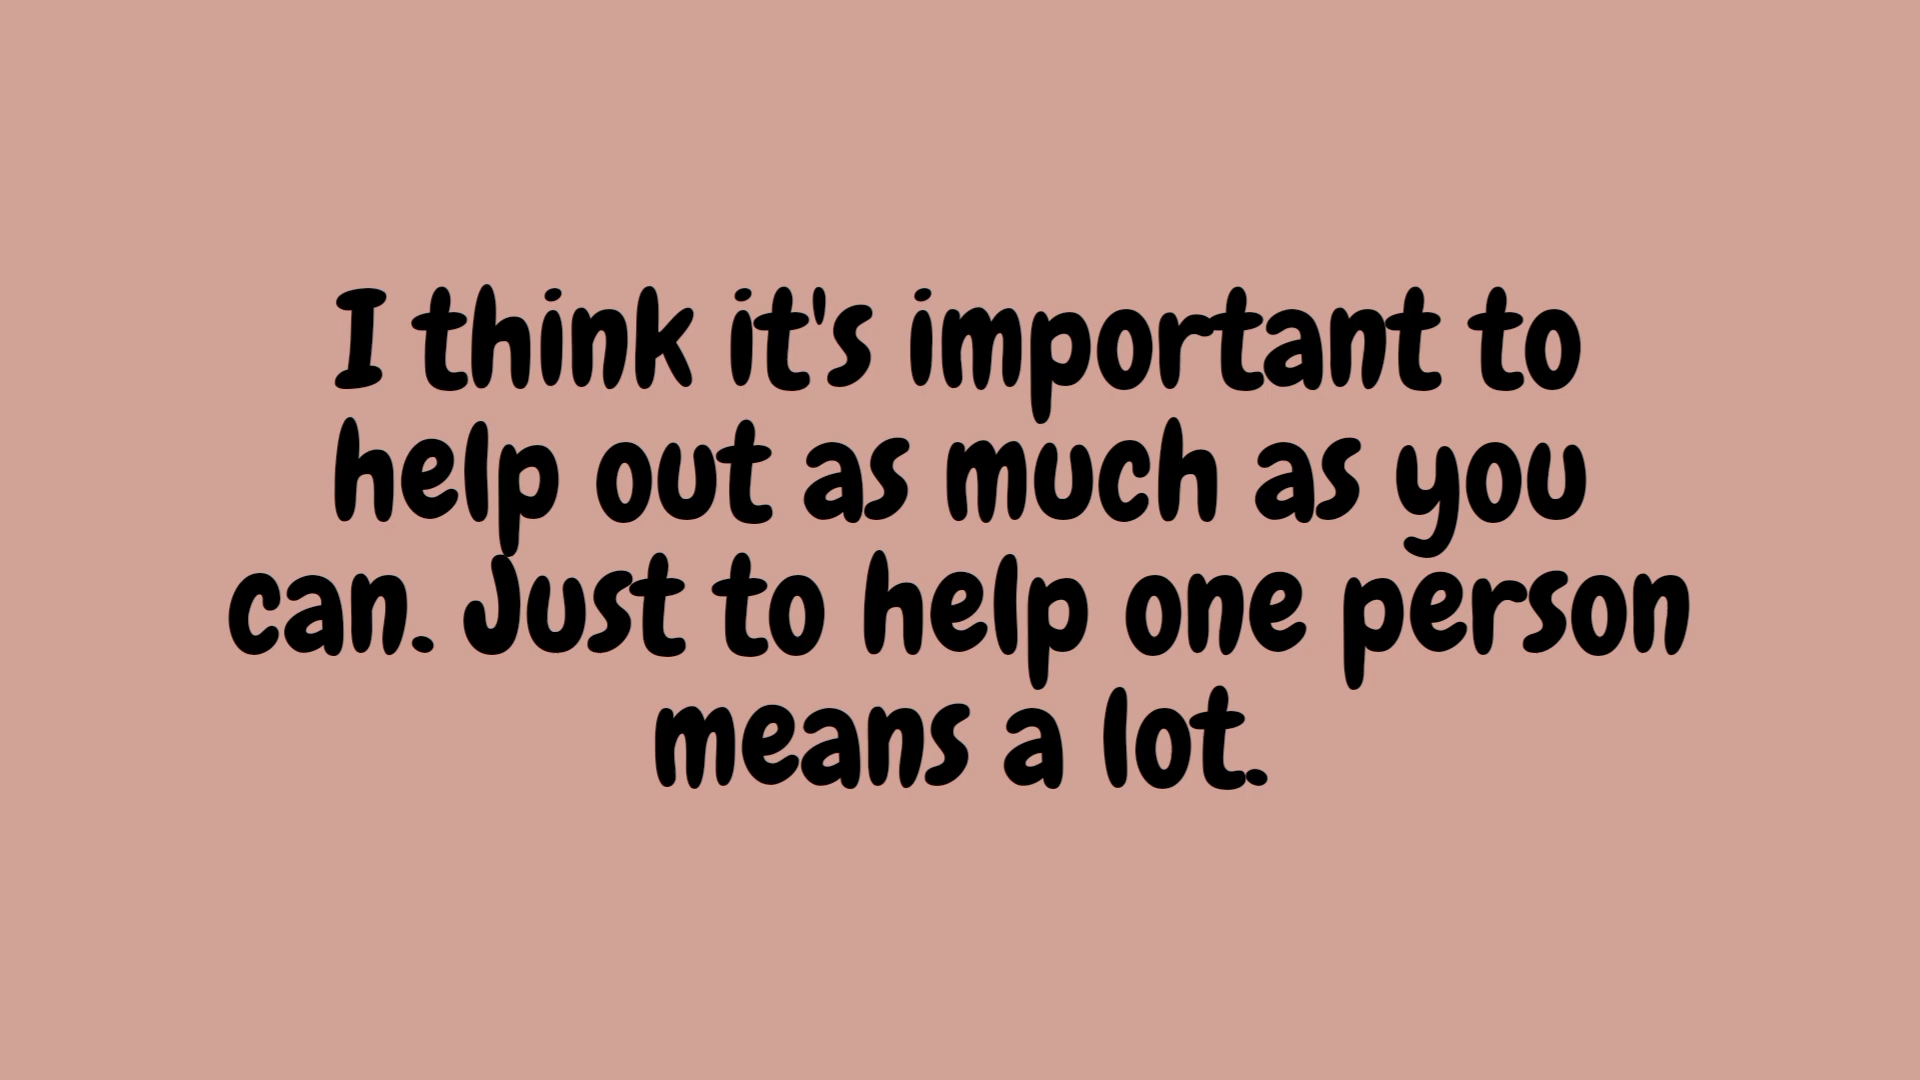 I think it's important to
help out as much as you
can. Just to help one person
means a lot.